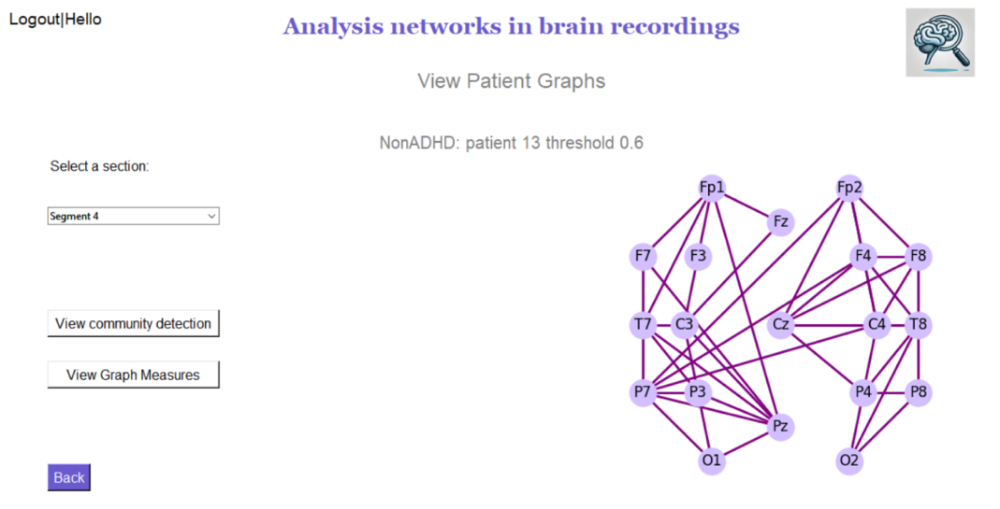 Logout|Hello
Analysis networks in brain recordings
View Patient Graphs
NonADHD: patient 13 threshold 0.6
Select a section:
Segment 4
View community detection
View Graph Measures
Back
Fp1 Fp2
Fz
F7 F3 F4 F8
T7 C3 Cz C4 T8
P7 P3 P4 P8
Pz
O1 O2